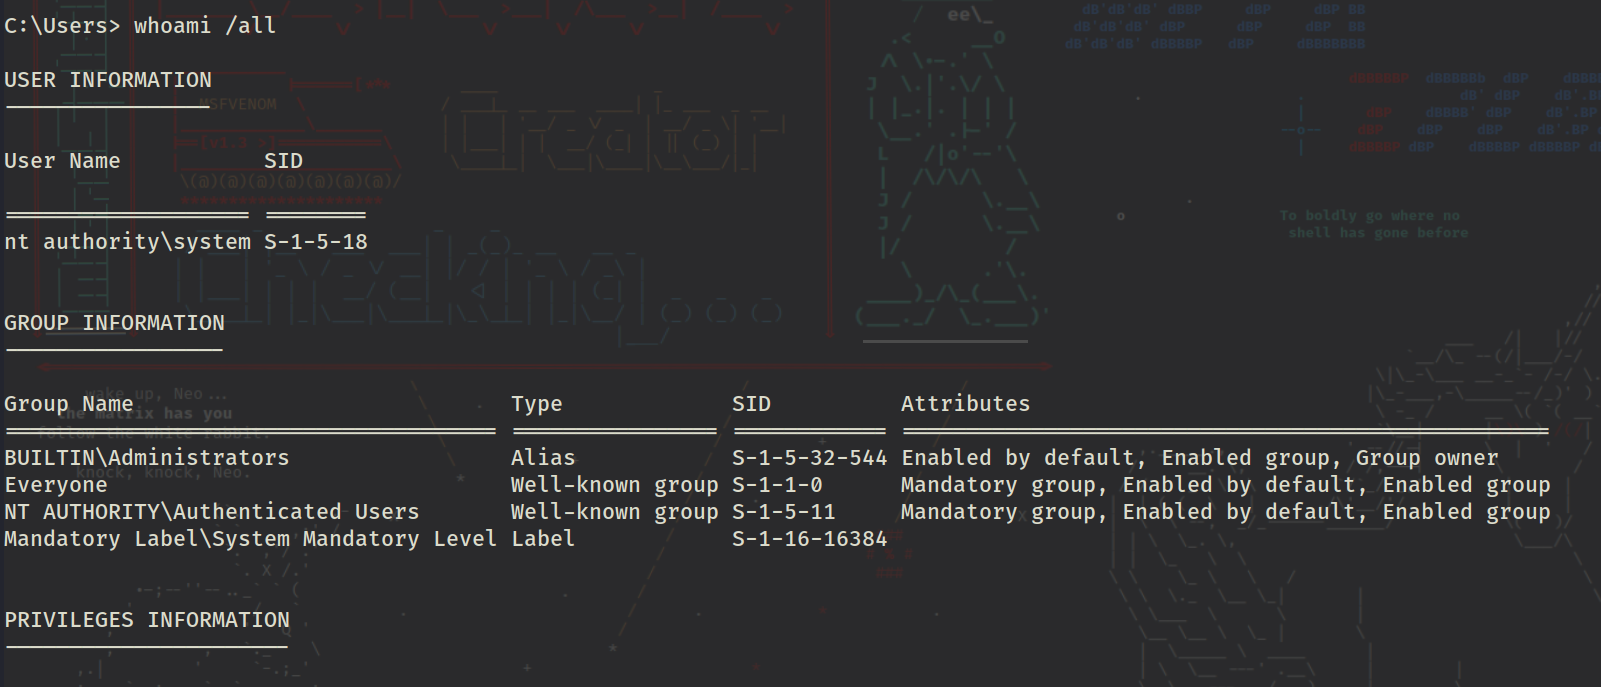 C:\Users> whoami /all
USER INFORMATION
MSFVENOM
User Name SID
nt authority\system S-1-5-18
To boldly go where no
shell has gone before
GROUP INFORMATION
wake up, Neo...
the matrix has you
follow the white rabbit.
knock, knock, Neo.
Group Name Type SID Attributes
BUILTIN\Administrators Alias S-1-5-32-544 Enabled by default, Enabled group, Group owner
Everyone Well-known group S-1-1-0 Mandatory group, Enabled by default, Enabled group
NT AUTHORITY\Authenticated Users Well-known group S-1-5-11 Mandatory group, Enabled by default, Enabled group
Mandatory Label\System Mandatory Level Label S-1-16-16384
PRIVILEGES INFORMATION